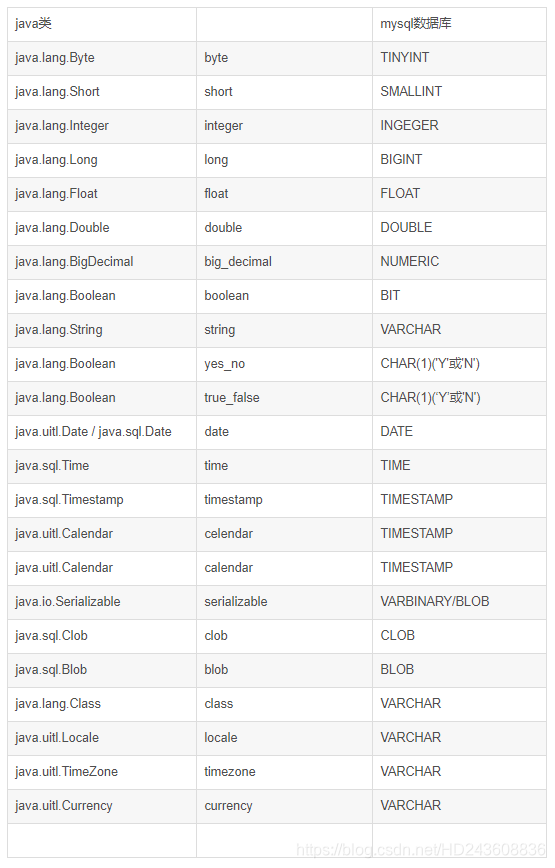 java类 mysql数据库
java.lang.Byte byte TINYINT
java.lang.Short short SMALLINT
java.lang.Integer integer INGEGER
java.lang.Long long BIGINT
java.lang.Float float FLOAT
java.lang.Double double DOUBLE
java.lang.BigDecimal big_decimal NUMERIC
java.lang.Boolean boolean BIT
java.lang.String string VARCHAR
java.lang.Boolean yes_no CHAR(1)('Y'或'N')
java.lang.Boolean true_false CHAR(1)(‘Y’或'N')
java.uitl.Date / java.sql.Date date DATE
java.sql.Time time TIME
java.sql.Timestamp timestamp TIMESTAMP
java.uitl.Calendar celendar TIMESTAMP
java.uitl.Calendar calendar TIMESTAMP
java.io.Serializable serializable VARBINARY/BLOB
java.sql.Clob clob CLOB
java.sql.Blob blob BLOB
java.lang.Class class VARCHAR
java.uitl.Locale locale VARCHAR
java.uitl.TimeZone timezone VARCHAR
java.uitl.Currency currency VARCHAR
https://blog.csdn.net/HD243608836